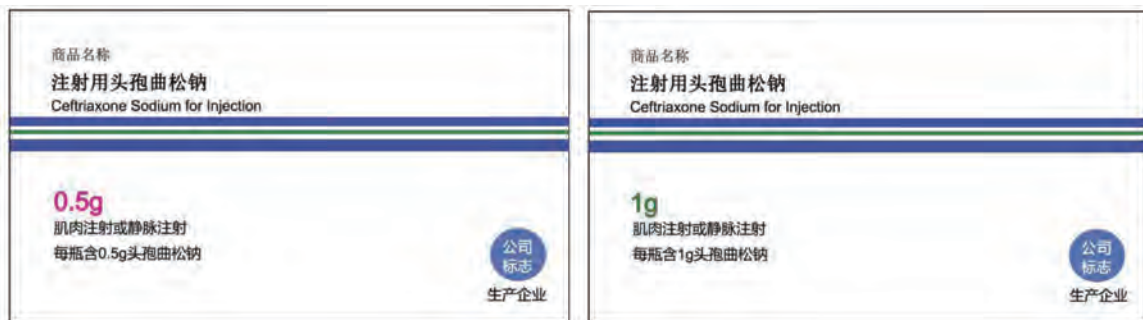 商品名称
注射用头孢曲松钠
Ceftriaxone Sodium for Injection
0.5g
肌肉注射或静脉注射
每瓶含0.5g头孢曲松钠
公司
标志
生产企业
商品名称
注射用头孢曲松钠
Ceftriaxone Sodium for Injection
1g
肌肉注射或静脉注射
每瓶含1g头孢曲松钠
公司
标志
生产企业